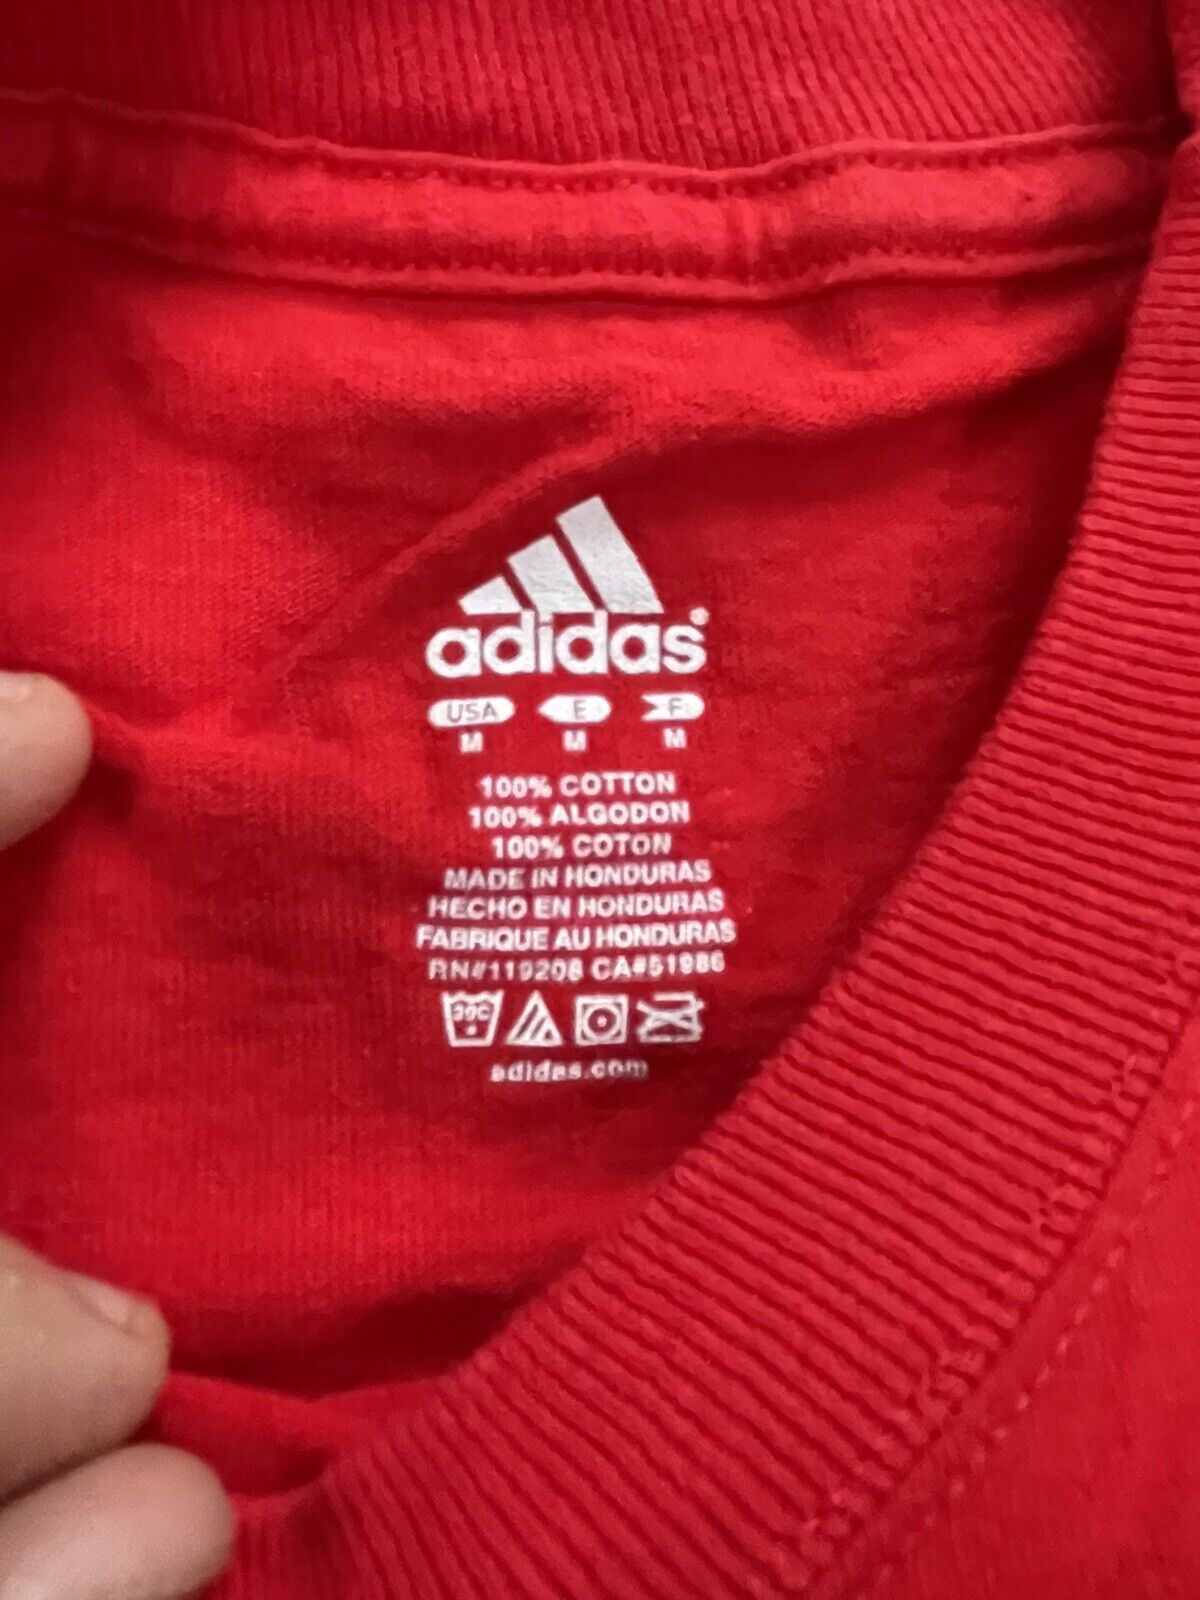 adidas®
USA E F
M M M
100% COTTON
100% ALGODON
100% COTON
MADE IN HONDURAS
HECHO EN HONDURAS
FABRIQUE AU HONDURAS
RN#119208 CA#51986
30C
adidas.com